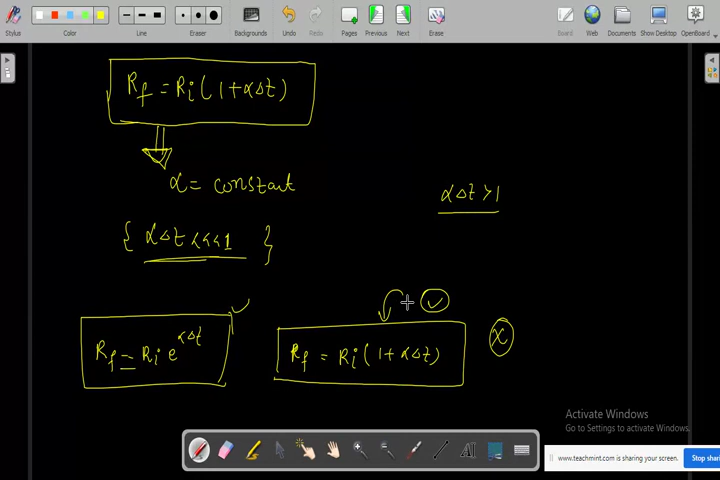 Stylus
Color
Line
Eraser
Backgrounds
Undo
Redo
Pages
Previous
Next
Erase
Board
Web
Documents
Show Desktop
OpenBoard
Rf = Ri (1+αΔt)
α = constant
αΔt > 1
{ αΔt <<<1 }
Rf = Ri e^αΔt
Rf = Ri (1+αΔt)
x
Activate Windows
Go to Settings to activate Windows.
www.teachmint.com is sharing your screen.
Stop shari